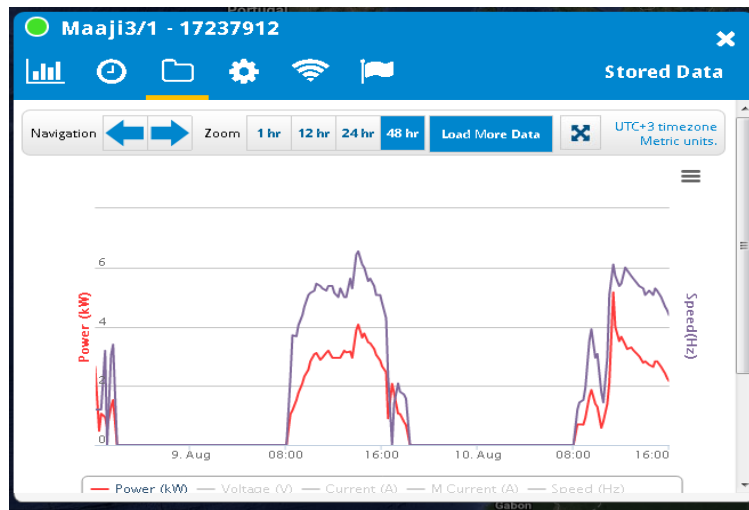 Portugal
Maaji3/1 - 17237912
Stored Data
Navigation Zoom 1 hr 12 hr 24 hr 48 hr Load More Data UTC+3 timezone
Metric units.
6
4
2
0
Power (kW)
Speed(Hz)
9. Aug 08:00 16:00 10. Aug 08:00 16:00
Power (kW) Voltage (V) Current (A) M Current (A) Speed (Hz)
Gabon